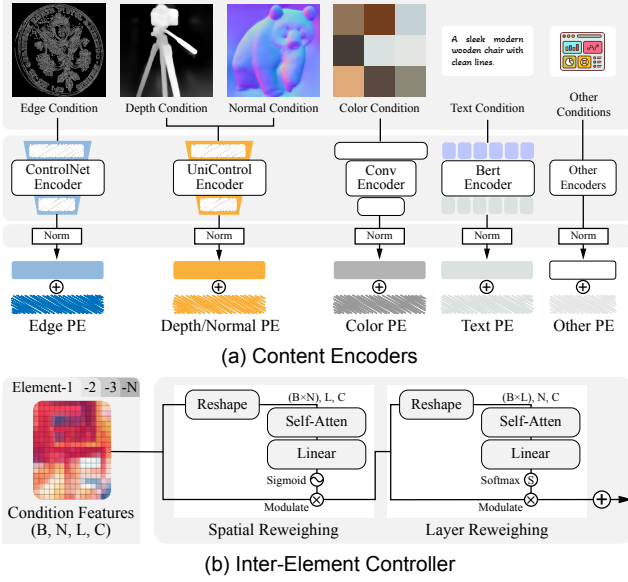 A sleek modern
wooden chair with
clean lines.
Edge Condition
Depth Condition
Normal Condition
Color Condition
Text Condition
Other
Conditions
ControlNet
Encoder
UniControl
Encoder
Conv
Encoder
Bert
Encoder
Other
Encoders
Norm
Norm
Norm
Norm
Norm
Edge PE
Depth/Normal PE
Color PE
Text PE
Other PE
(a) Content Encoders
Element-1 -2 -3 -N
Condition Features
(B, N, L, C)
Reshape
(B×N), L, C
Self-Atten
Linear
Sigmoid
Modulate
Spatial Reweighing
Reshape
(B×L), N, C
Self-Atten
Linear
Softmax
S
Modulate
Layer Reweighing
(b) Inter-Element Controller